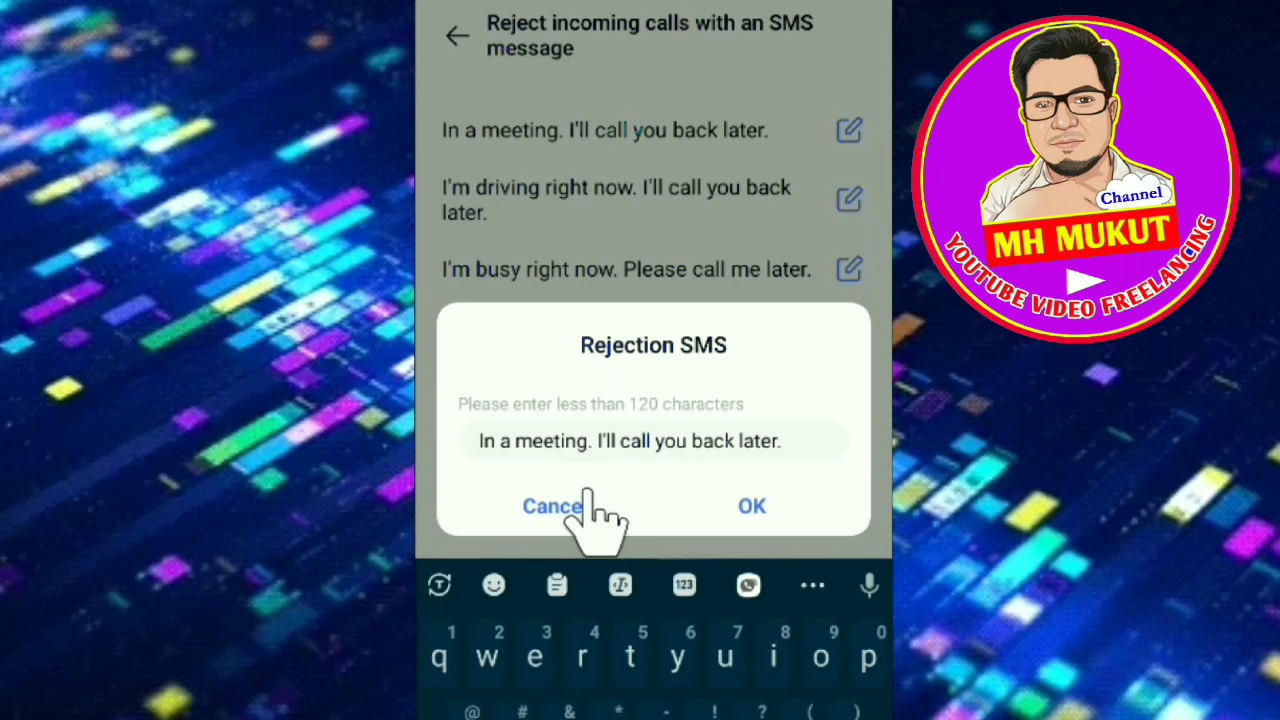 Reject incoming calls with an SMS
message
In a meeting. I'll call you back later.
I'm driving right now. I'll call you back
later.
I'm busy right now. Please call me later.
Rejection SMS
Please enter less than 120 characters
In a meeting. I'll call you back later.
Cance
OK
123
1 2 3 4 5 6 7 8 9 0
q w e r t y u i o p
@ # & * - ! ? ( )
Channel
MH MUKUT
YOUTUBE VIDEO FREELANCING